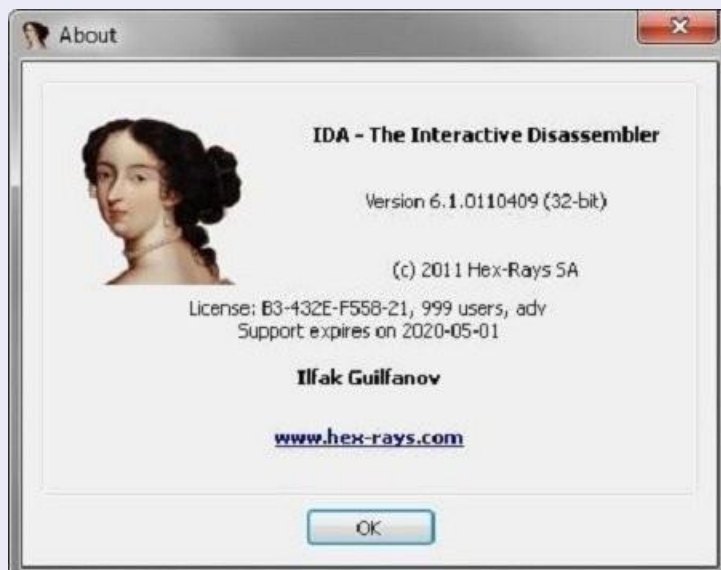 About
IDA - The Interactive Disassembler
Version 6.1.0110409 (32-bit)
(c) 2011 Hex-Rays SA
License: B3-432E-F558-21, 999 users, adv
Support expires on 2020-05-01
Ilfak Guilfanov
www.hex-rays.com
OK